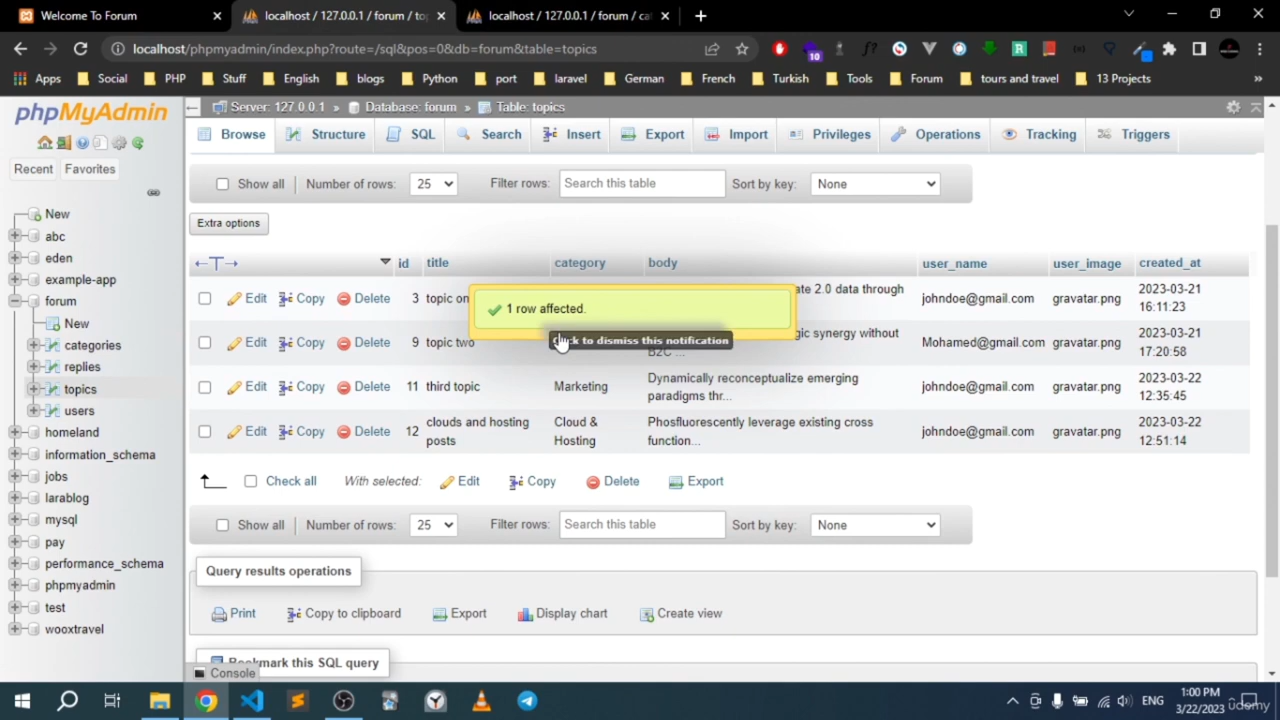 Welcome To Forum
localhost / 127.0.0.1 / forum / to
localhost / 127.0.0.1 / forum / ca
localhost/phpmyadmin/index.php?route=/sql&pos=0&db=forum&table=topics
10
Apps Social PHP Stuff English blogs Python port laravel German French Turkish Tools Forum tours and travel 13 Projects »
phpMyAdmin
Recent Favorites
New
abc
eden
example-app
forum
New
categories
replies
topics
users
homeland
information_schema
jobs
larablog
mysql
pay
performance_schema
phpmyadmin
test
wooxtravel
Server: 127.0.0.1 » Database: forum » Table: topics
Browse Structure SQL Search Insert Export Import Privileges Operations Tracking Triggers
Show all Number of rows: 25 Filter rows: Search this table Sort by key: None
Extra options
id title category body user_name user_image created_at
Edit Copy Delete 3 topic on ate 2.0 data through johndoe@gmail.com gravatar.png 2023-03-21 16:11:23
1 row affected.
to dismiss this notification
Edit Copy Delete 9 topic two gic synergy without B2C ... Mohamed@gmail.com gravatar.png 2023-03-21 17:20:58
Edit Copy Delete 11 third topic Marketing Dynamically reconceptualize emerging paradigms thr... johndoe@gmail.com gravatar.png 2023-03-22 12:35:45
Edit Copy Delete 12 clouds and hosting posts Cloud & Hosting Phosfluorescently leverage existing cross function... johndoe@gmail.com gravatar.png 2023-03-22 12:51:14
Check all With selected: Edit Copy Delete Export
Show all Number of rows: 25 Filter rows: Search this table Sort by key: None
Query results operations
Print Copy to clipboard Export Display chart Create view
Bookmark this SQL query
Console
ENG
1:00 PM
3/22/2023
udemy